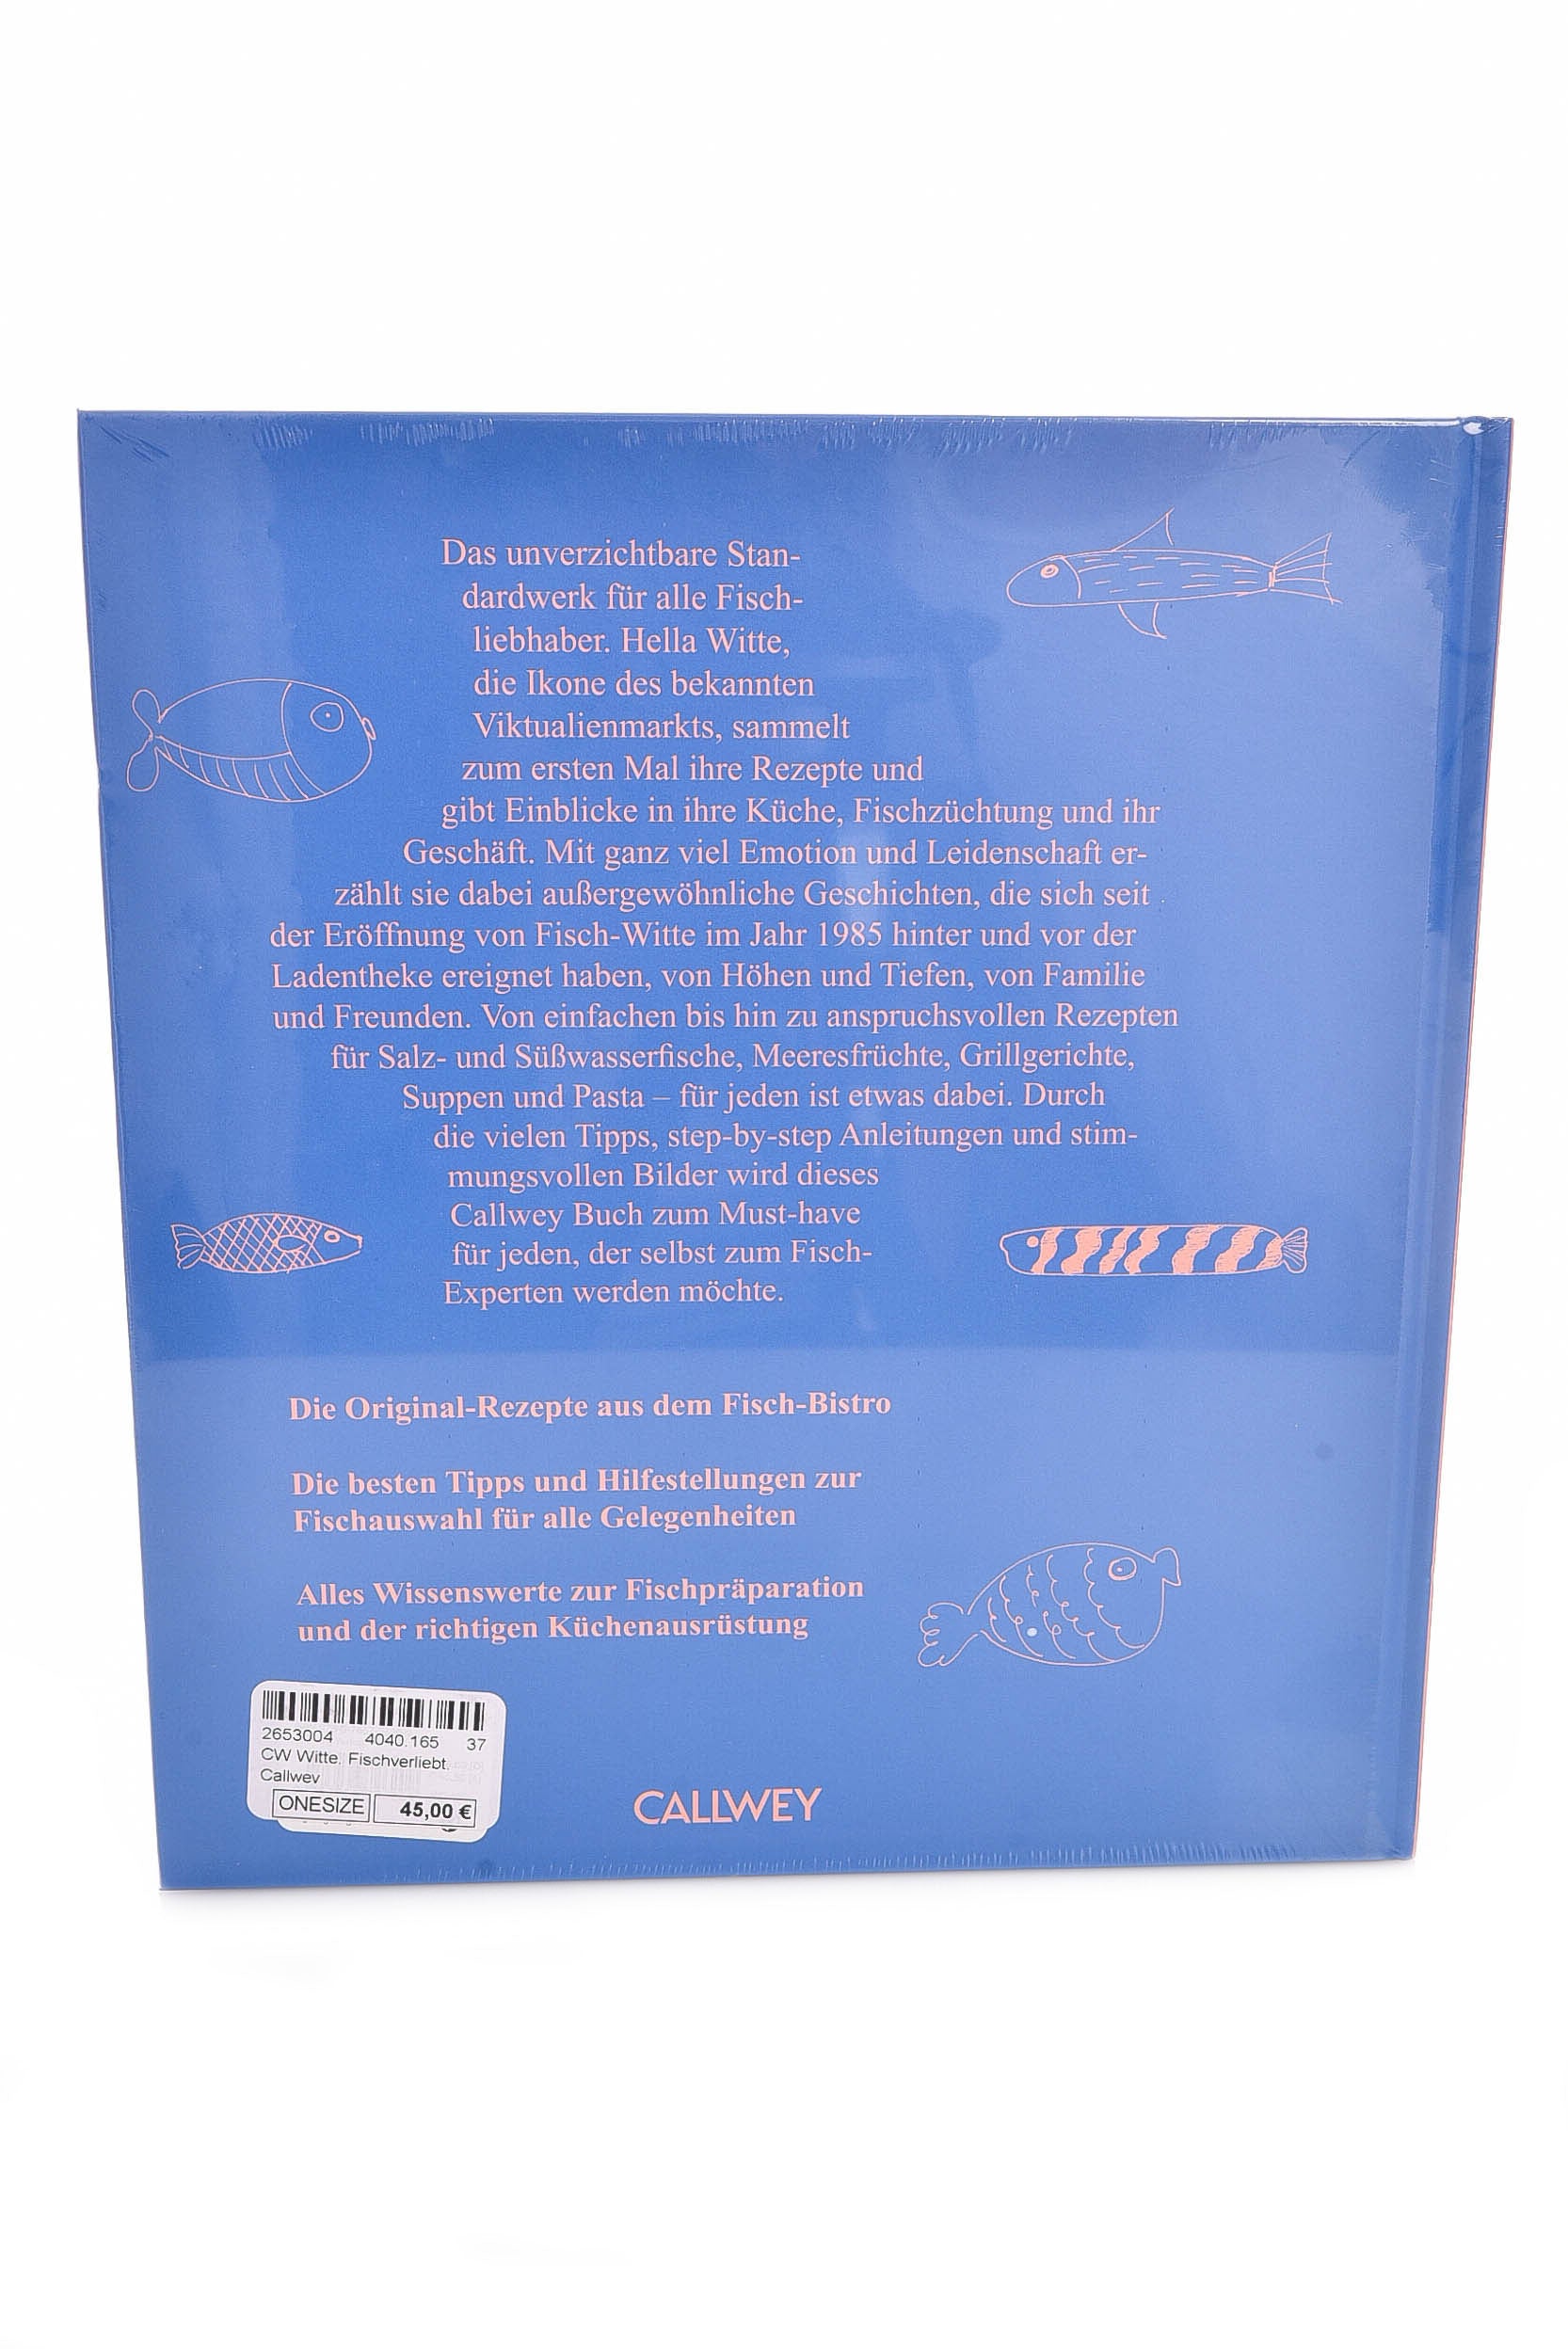 Das unverzichtbare Stan-
dardwerk für alle Fisch-
liebhaber. Hella Witte,
die Ikone des bekannten
Viktualienmarkts, sammelt
zum ersten Mal ihre Rezepte und
gibt Einblicke in ihre Küche, Fischzüchtung und ihr
Geschäft. Mit ganz viel Emotion und Leidenschaft er-
zählt sie dabei außergewöhnliche Geschichten, die sich seit
der Eröffnung von Fisch-Witte im Jahr 1985 hinter und vor der
Ladentheke ereignet haben, von Höhen und Tiefen, von Familie
und Freunden. Von einfachen bis hin zu anspruchsvollen Rezepten
für Salz- und Süßwasserfische, Meeresfrüchte, Grillgerichte,
Suppen und Pasta – für jeden ist etwas dabei. Durch
die vielen Tipps, step-by-step Anleitungen und stim-
mungsvollen Bilder wird dieses
Callwey Buch zum Must-have
für jeden, der selbst zum Fisch-
Experten werden möchte.
Die Original-Rezepte aus dem Fisch-Bistro
Die besten Tipps und Hilfestellungen zur
Fischauswahl für alle Gelegenheiten
Alles Wissenswerte zur Fischpräparation
und der richtigen Küchenausrüstung
2653004 4040.165 37
CW Witte. Fischverliebt.
Callwey
ONESIZE 45,00 €
CALLWEY